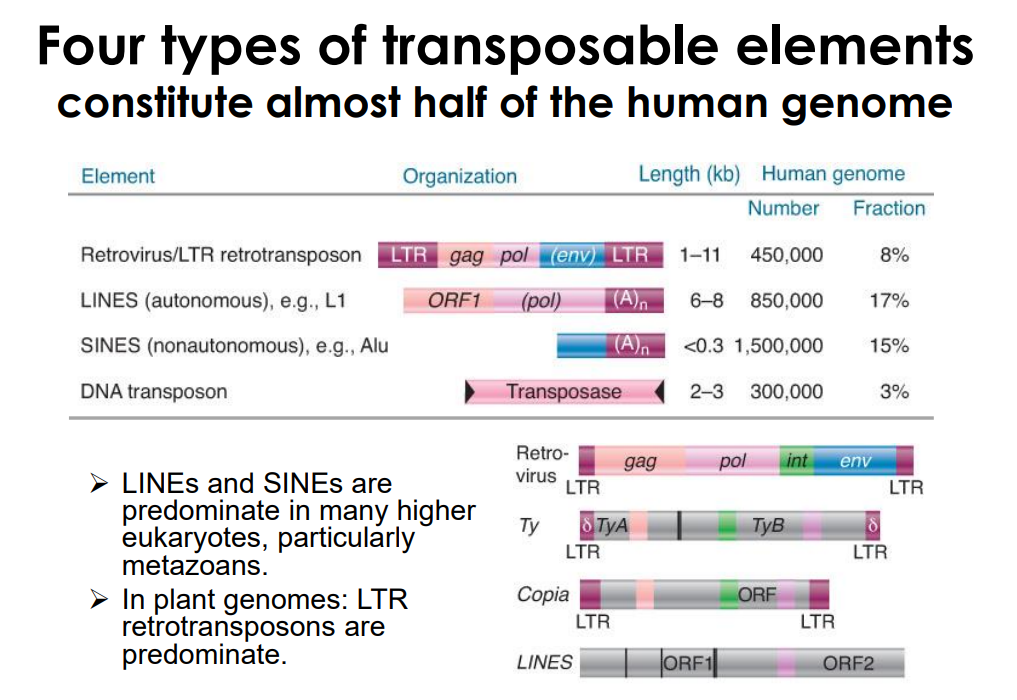 Four types of transposable elements
constitute almost half of the human genome
Element Organization Length (kb) Human genome
Number Fraction
Retrovirus/LTR retrotransposon LTR gag pol (env) LTR 1–11 450,000 8%
LINES (autonomous), e.g., L1 ORF1 (pol) (A)n 6–8 850,000 17%
SINES (nonautonomous), e.g., Alu (A)n <0.3 1,500,000 15%
DNA transposon Transposase 2–3 300,000 3%
➢ LINEs and SINEs are
predominate in many higher
eukaryotes, particularly
metazoans.
➢ In plant genomes: LTR
retrotransposons are
predominate.
Retro-
virus gag pol int env
LTR LTR
Ty δ TyA TyB δ
LTR LTR
Copia ORF
LTR LTR
LINES ORF1 ORF2